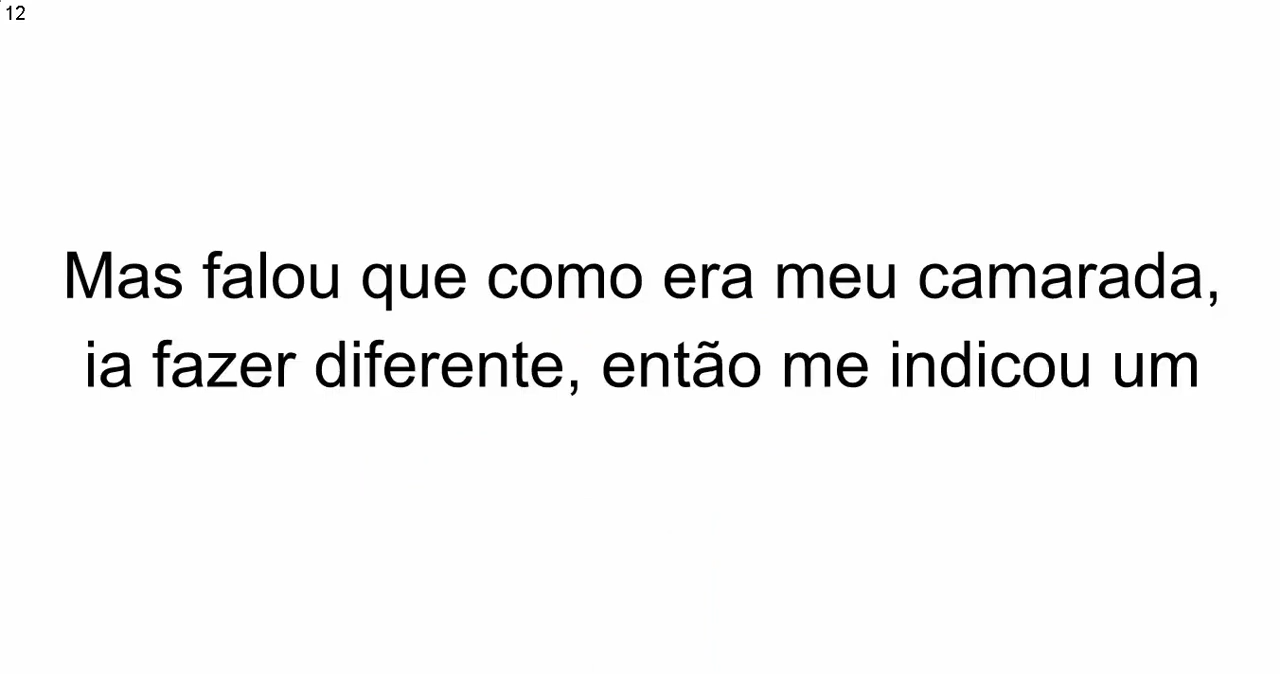 12
Mas falou que como era meu camarada,
ia fazer diferente, então me indicou um